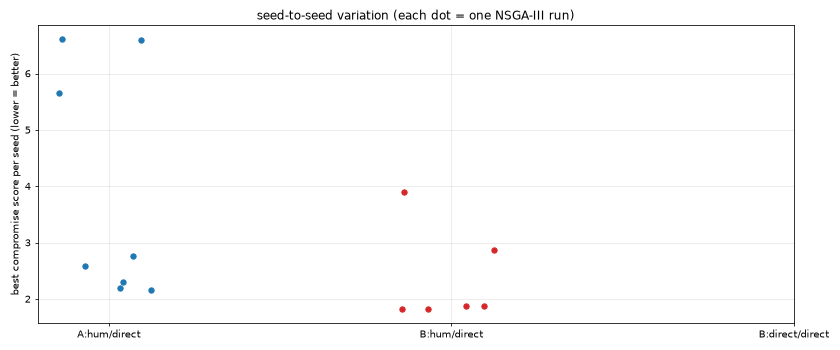 seed-to-seed variation (each dot = one NSGA-III run)
best compromise score per seed (lower = better)
6
5
4
3
2
A:hum/direct
B:hum/direct
B:direct/direct